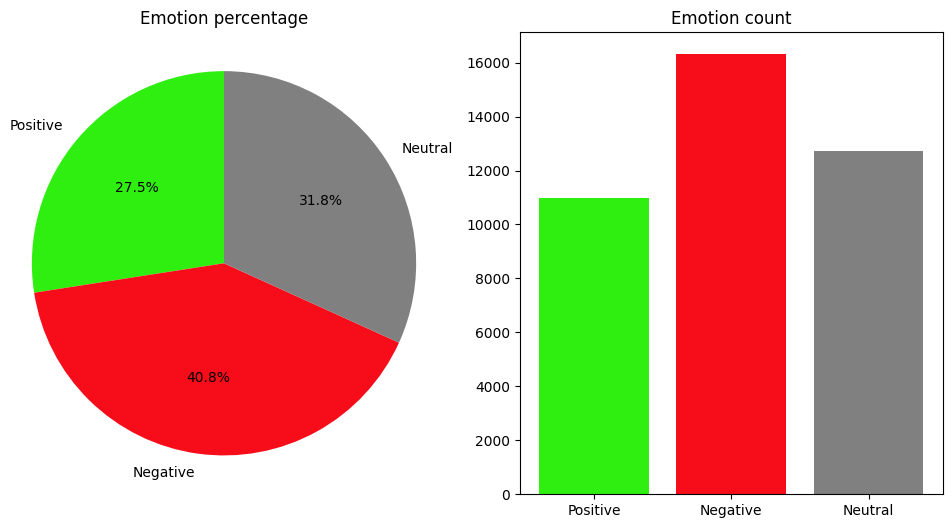 Emotion percentage
Positive
27.5%
Negative
40.8%
Neutral
31.8%
Emotion count
16000
14000
12000
10000
8000
6000
4000
2000
0
Positive
Negative
Neutral